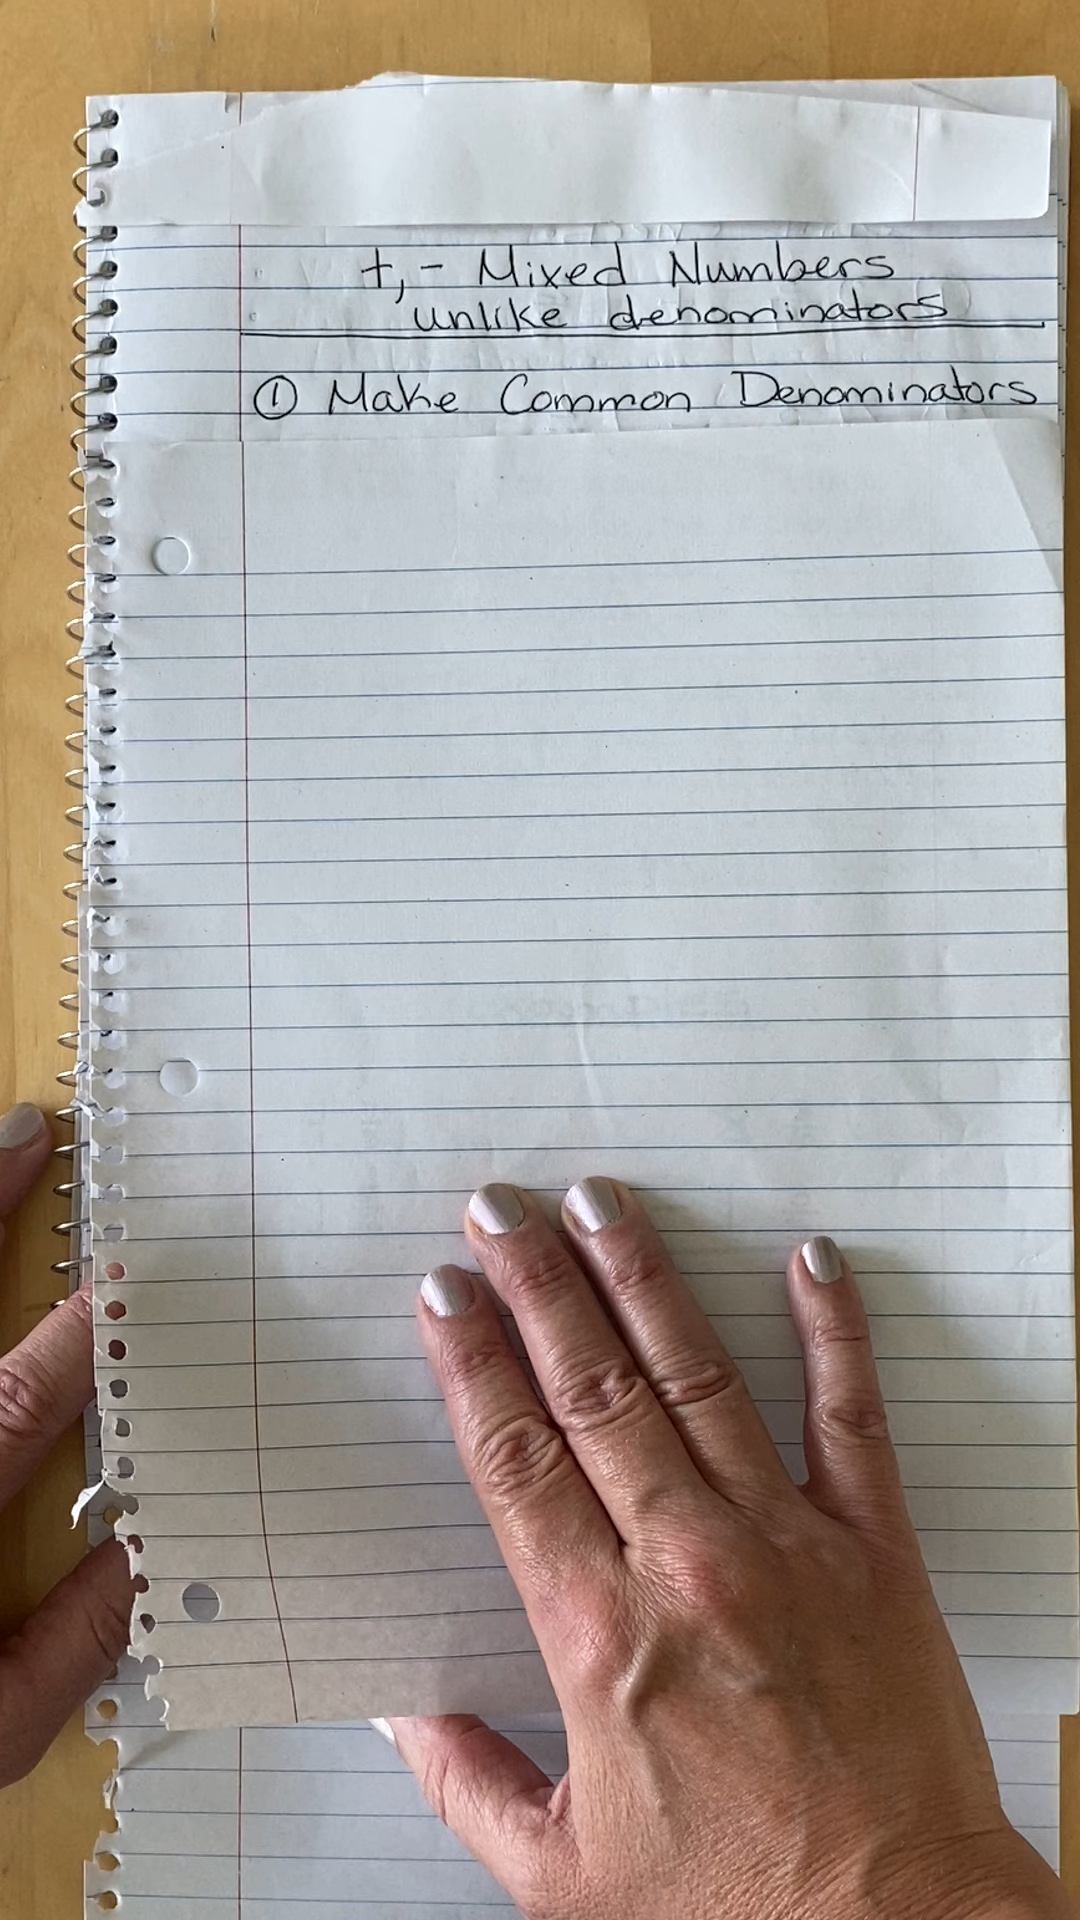 +, - Mixed Numbers
unlike denominators
① Make Common Denominators